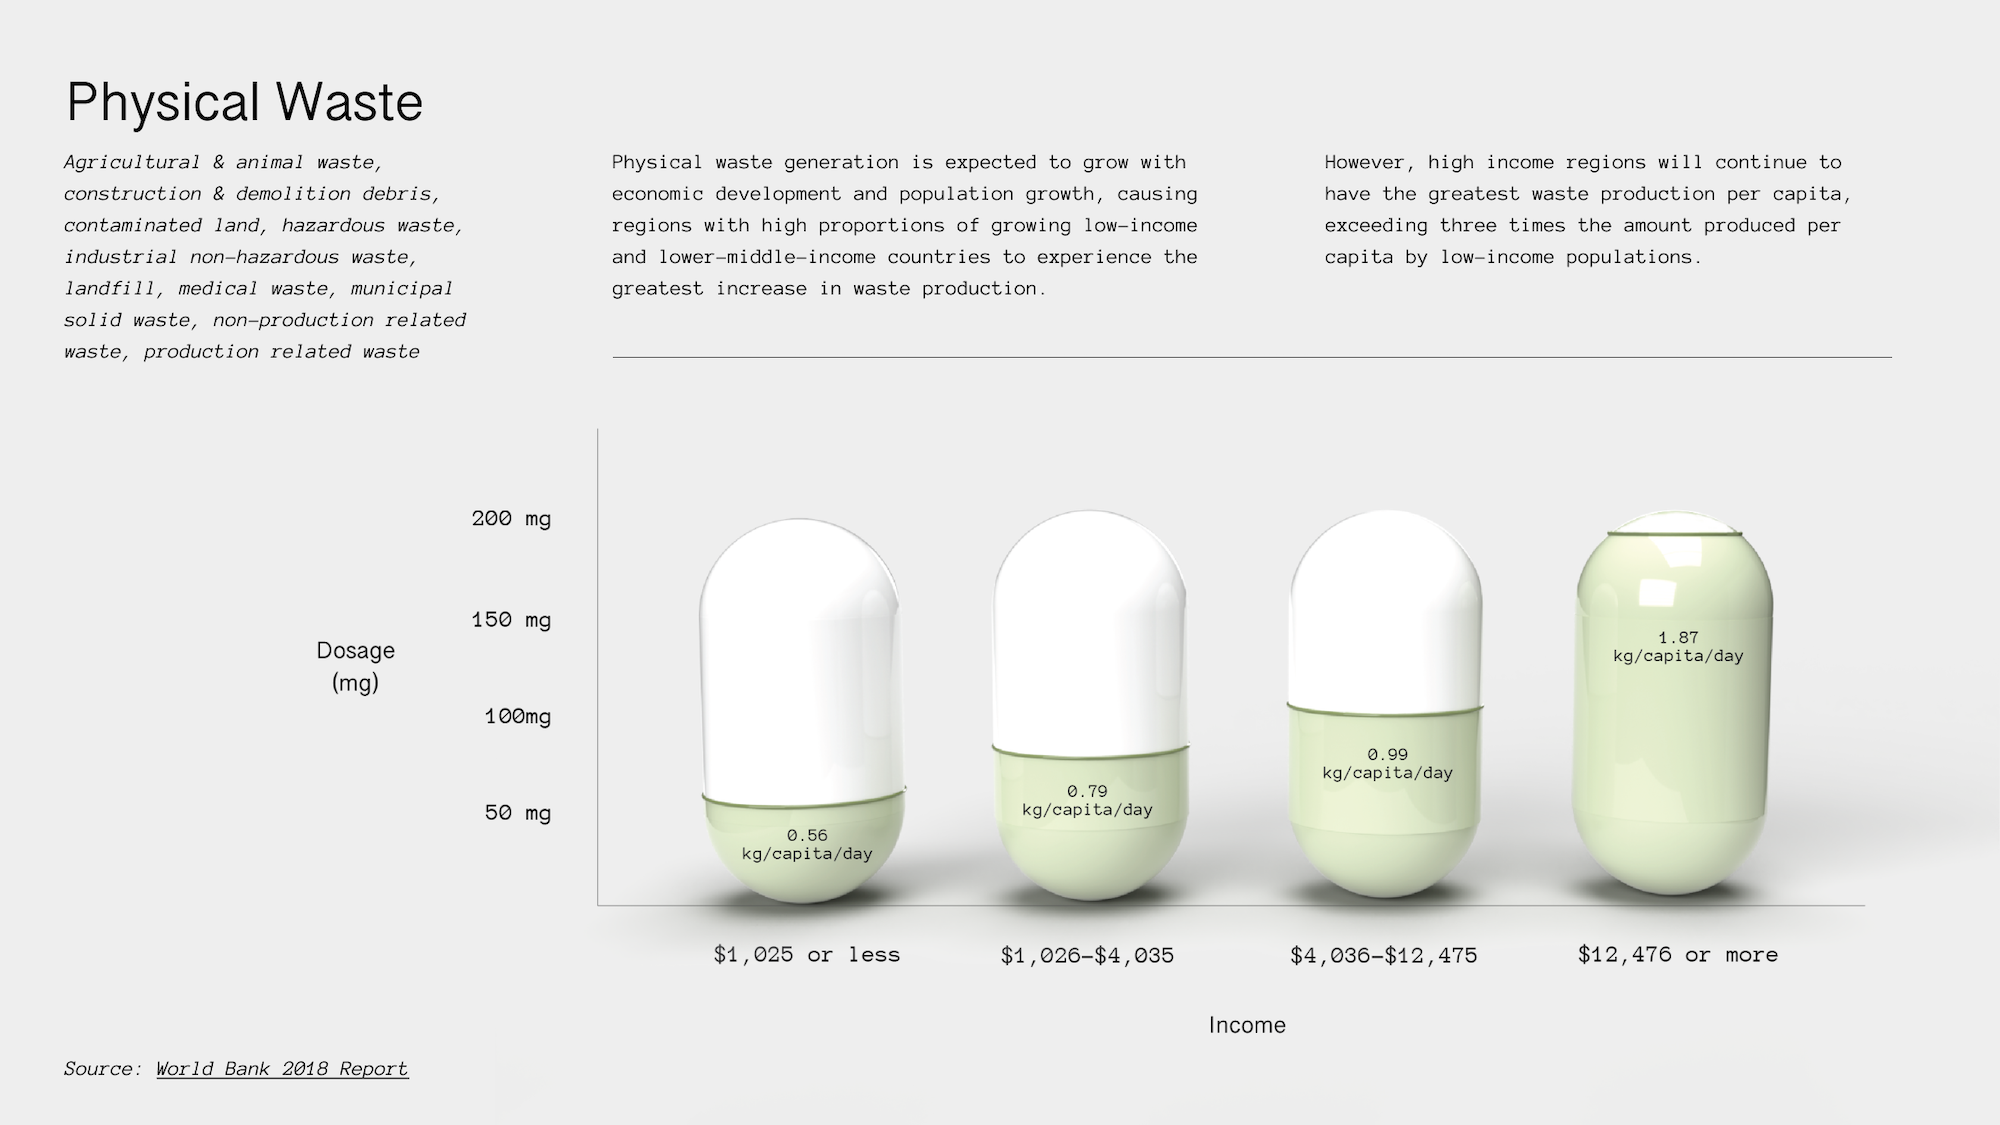 Physical Waste
Agricultural & animal waste,
construction & demolition debris,
contaminated land, hazardous waste,
industrial non-hazardous waste,
landfill, medical waste, municipal
solid waste, non-production related
waste, production related waste
Physical waste generation is expected to grow with
economic development and population growth, causing
regions with high proportions of growing low-income
and lower-middle-income countries to experience the
greatest increase in waste production.
However, high income regions will continue to
have the greatest waste production per capita,
exceeding three times the amount produced per
capita by low-income populations.
Dosage
(mg)
200 mg
150 mg
100mg
50 mg
0.56
kg/capita/day
0.79
kg/capita/day
0.99
kg/capita/day
1.87
kg/capita/day
$1,025 or less
$1,026-$4,035
$4,036-$12,475
$12,476 or more
Income
Source: World Bank 2018 Report